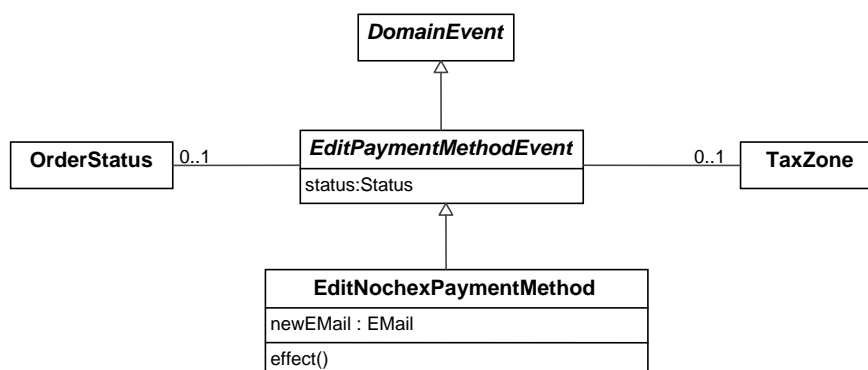 DomainEvent
OrderStatus
0..1
EditPaymentMethodEvent
0..1
TaxZone
status:Status
EditNochexPaymentMethod
newEMail : EMail
effect()